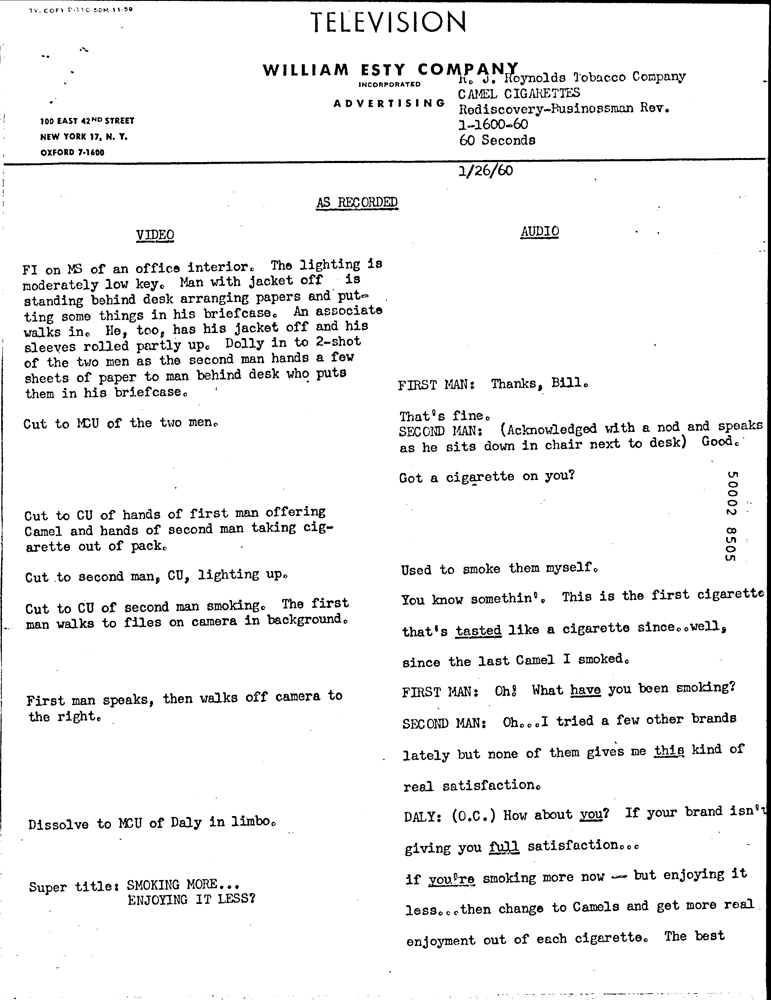 TV. COPY D-11C 50M 11-59
TELEVISION
WILLIAM ESTY COMPANY
INCORPORATED
ADVERTISING
R. J. Reynolds Tobacco Company
CAMEL CIGARETTES
Rediscovery-Businessman Rev.
1-1600-60
60 Seconds
100 EAST 42ND STREET
NEW YORK 17, N. Y.
OXFORD 7-1600
1/26/60
AS RECORDED
VIDEO
AUDIO
FI on MS of an office interior. The lighting is
moderately low key. Man with jacket off is
standing behind desk arranging papers and put-
ting some things in his briefcase. An associate
walks in. He, too, has his jacket off and his
sleeves rolled partly up. Dolly in to 2-shot
of the two men as the second man hands a few
sheets of paper to man behind desk who puts
them in his briefcase.
FIRST MAN: Thanks, Bill.
That's fine.
Cut to MCU of the two men.
SECOND MAN: (Acknowledged with a nod and speaks
as he sits down in chair next to desk) Good.
Got a cigarette on you?
50002 8505
Cut to CU of hands of first man offering
Camel and hands of second man taking cig-
arette out of pack.
Cut to second man, CU, lighting up.
Used to smoke them myself.
Cut to CU of second man smoking. The first
man walks to files on camera in background.
You know somethin'. This is the first cigarette
that's tasted like a cigarette since..well,
since the last Camel I smoked.
First man speaks, then walks off camera to
the right.
FIRST MAN: Oh! What have you been smoking?
SECOND MAN: Oh...I tried a few other brands
lately but none of them gives me this kind of
real satisfaction.
Dissolve to MCU of Daly in limbo.
DALY: (O.C.) How about you? If your brand isn't
giving you full satisfaction...
Super title: SMOKING MORE...
ENJOYING IT LESS?
if you're smoking more now -- but enjoying it
less...then change to Camels and get more real
enjoyment out of each cigarette. The best